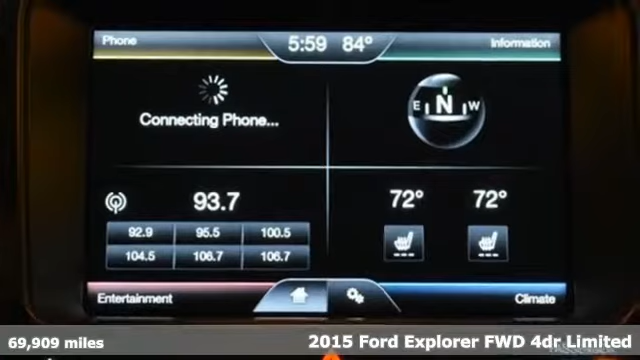 Phone 5:59 84° Information
Connecting Phone...
E N W
93.7 72° 72°
92.9 95.5 100.5
104.5 106.7 106.7
Entertainment Climate
69,909 miles 2015 Ford Explorer FWD 4dr Limited